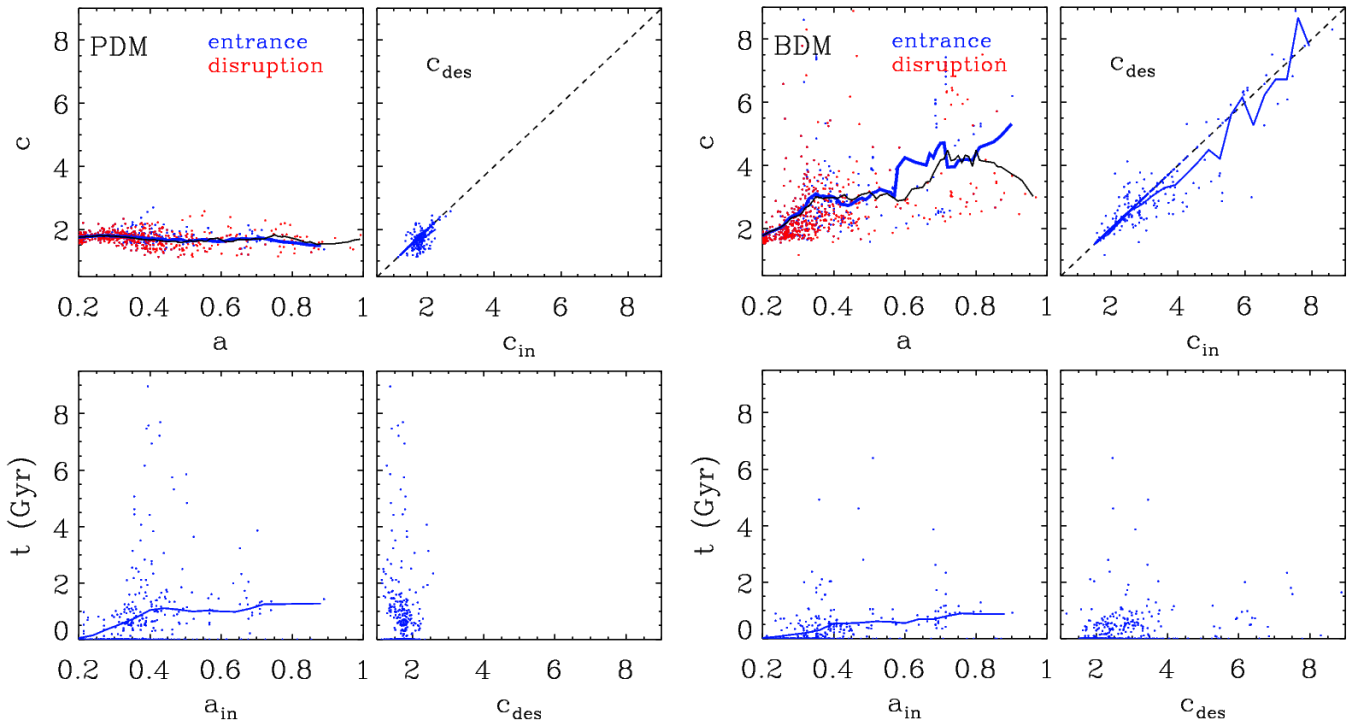 PDM
entrance
disruption
c
8
6
4
2
0.2 0.4 0.6 0.8 1
a
c_des
2 4 6 8
c_in
BDM
entrance
disruption
c
8
6
4
2
0.2 0.4 0.6 0.8 1
a
c_des
2 4 6 8
c_in
t (Gyr)
8
6
4
2
0
0.2 0.4 0.6 0.8 1
a_in
2 4 6 8
c_des
t (Gyr)
8
6
4
2
0
0.2 0.4 0.6 0.8 1
a_in
2 4 6 8
c_des